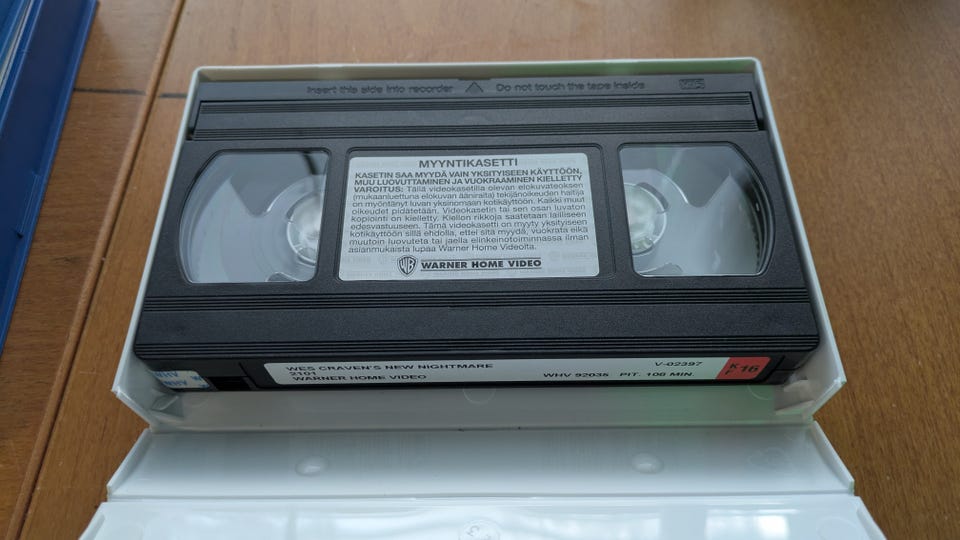 Insert this side into recorder Do not touch the tape inside VHS
MYYNTIKASETTI
KASETIN SAA MYYDÄ VAIN YKSITYISEEN KÄYTTÖÖN,
MUU LUOVUTTAMINEN JA VUOKRAAMINEN KIELLETTY
VAROITUS: Tällä videokasetilla olevan elokuvateoksen
(mukaanluettuna elokuvan ääniraita) tekijänoikeuden haltija
on myöntänyt luvan yksinomaan kotikäyttöön. Kaikki muut
oikeudet pidätetään. Videokasetin tai sen osan luvaton
kopiointi on kielletty. Kiellon rikkoja saatetaan lailliseen
edesvastuuseen. Tämä videokasetti on myyty yksityiseen
kotikäyttöön sillä ehdolla, ettei sitä myydä, vuokrata eikä
muutoin luovuteta tai jaella elinkeinotoiminnassa ilman
asianmukaista lupaa Warner Home Videolta.
WB WARNER HOME VIDEO
WES CRAVEN'S NEW NIGHTMARE V-02397
2101
WARNER HOME VIDEO WHV 92035 PIT. 106 MIN.
K 16
F